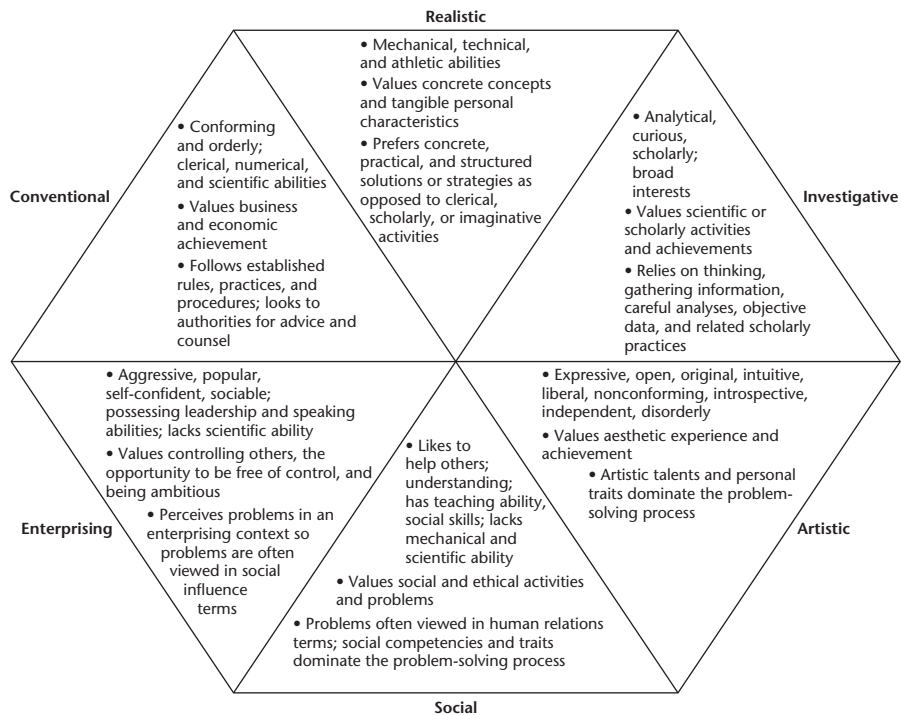 Realistic
• Mechanical, technical,
and athletic abilities
• Values concrete concepts
and tangible personal
characteristics
• Prefers concrete,
practical, and structured
solutions or strategies as
opposed to clerical,
scholarly, or imaginative
activities
Conventional
• Conforming
and orderly;
clerical, numerical,
and scientific abilities
• Values business
and economic
achievement
• Follows established
rules, practices, and
procedures; looks to
authorities for advice and
counsel
Investigative
• Analytical,
curious,
scholarly;
broad
interests
• Values scientific or
scholarly activities
and achievements
• Relies on thinking,
gathering information,
careful analyses, objective
data, and related scholarly
practices
Enterprising
• Aggressive, popular,
self-confident, sociable;
possessing leadership and speaking
abilities; lacks scientific ability
• Values controlling others, the
opportunity to be free of control, and
being ambitious
• Perceives problems in an
enterprising context so
problems are often
viewed in social
influence
terms
• Likes to
help others;
understanding;
has teaching ability,
social skills; lacks
mechanical and
scientific ability
• Values social and ethical activities
and problems
• Problems often viewed in human relations
terms; social competencies and traits
dominate the problem-solving process
Social
• Expressive, open, original, intuitive,
liberal, nonconforming, introspective,
independent, disorderly
• Values aesthetic experience and
achievement
• Artistic talents and personal
traits dominate the problem-
solving process
Artistic